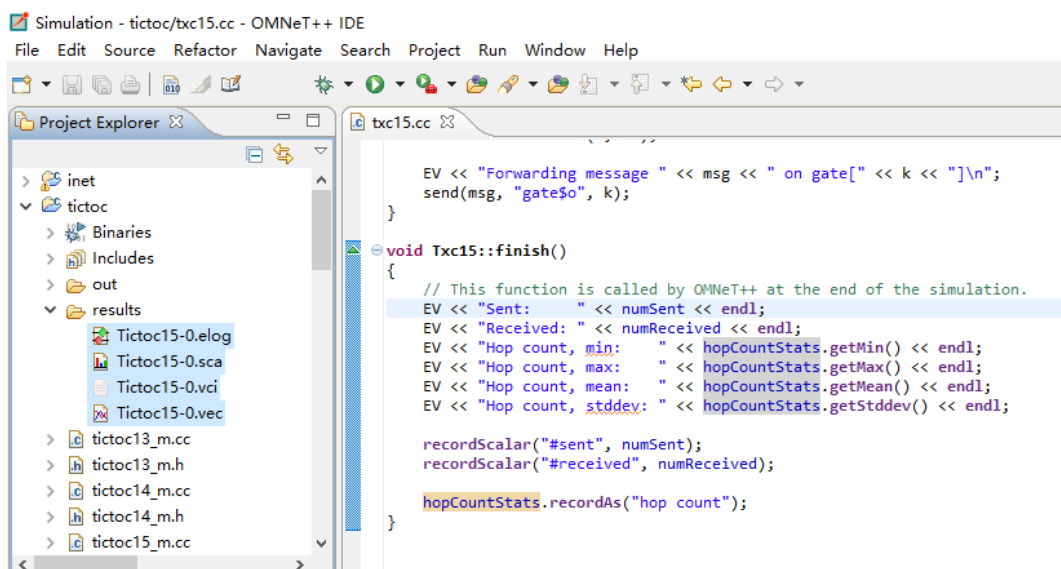 Simulation - tictoc/txc15.cc - OMNeT++ IDE
File Edit Source Refactor Navigate Search Project Run Window Help
Project Explorer
txc15.cc
inet
tictoc
Binaries
Includes
out
results
Tictoc15-0.elog
Tictoc15-0.sca
Tictoc15-0.vci
Tictoc15-0.vec
tictoc13_m.cc
tictoc13_m.h
tictoc14_m.cc
tictoc14_m.h
tictoc15_m.cc
EV << "Forwarding message " << msg << " on gate[" << k << "]\n";
send(msg, "gate$o", k);
}
void Txc15::finish()
{
// This function is called by OMNeT++ at the end of the simulation.
EV << "Sent:     " << numSent << endl;
EV << "Received: " << numReceived << endl;
EV << "Hop count, min:    " << hopCountStats.getMin() << endl;
EV << "Hop count, max:    " << hopCountStats.getMax() << endl;
EV << "Hop count, mean:   " << hopCountStats.getMean() << endl;
EV << "Hop count, stddev: " << hopCountStats.getStddev() << endl;
recordScalar("#sent", numSent);
recordScalar("#received", numReceived);
hopCountStats.recordAs("hop count");
}